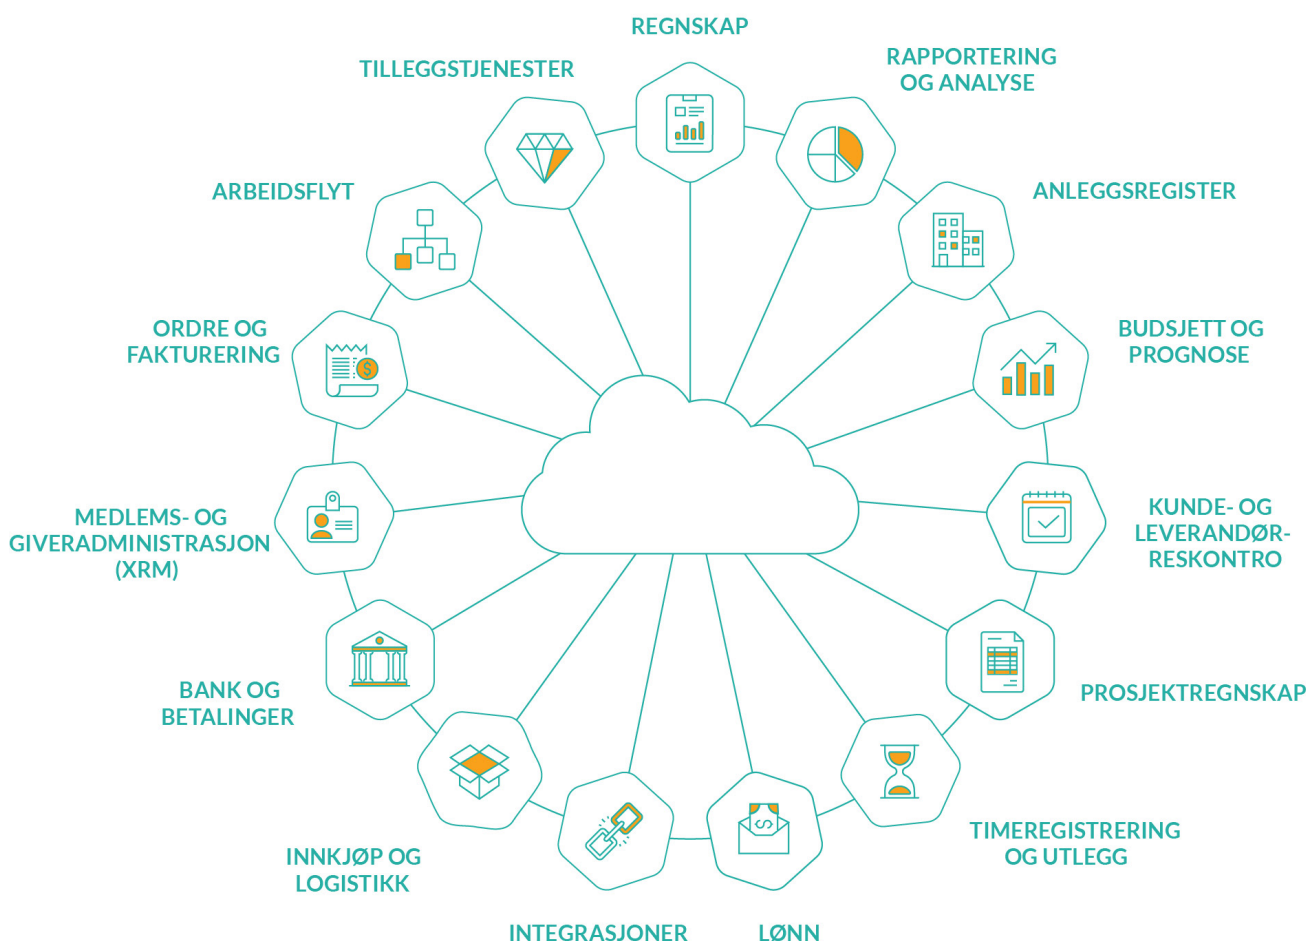 REGNSKAP
RAPPORTERING
OG ANALYSE
ANLEGGSREGISTER
BUDSJETT OG
PROGNOSE
KUNDE- OG
LEVERANDØR-
RESKONTRO
PROSJEKTREGNSKAP
TIMEREGISTRERING
OG UTLEGG
LØNN
INTEGRASJONER
INNKJØP OG
LOGISTIKK
BANK OG
BETALINGER
MEDLEMS- OG
GIVERADMINISTRASJON
(XRM)
ORDRE OG
FAKTURERING
ARBEIDSFLYT
TILLEGGSTJENESTER